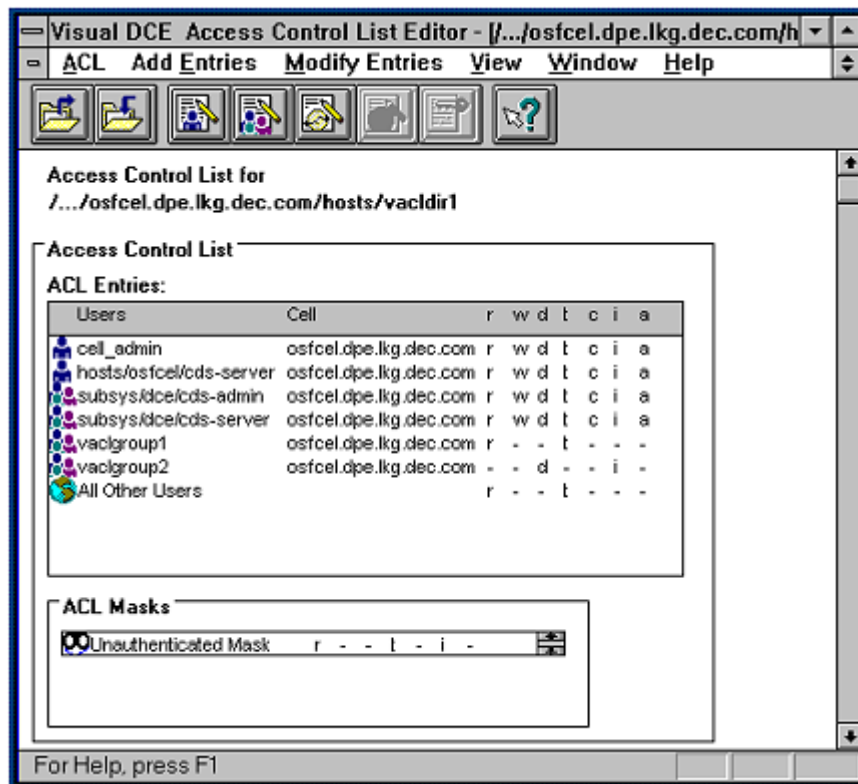 Visual DCE Access Control List Editor - [/.../osfcel.dpe.lkg.dec.com/h
ACL Add Entries Modify Entries View Window Help
Access Control List for
/.../osfcel.dpe.lkg.dec.com/hosts/vacldir1
Access Control List
ACL Entries:
Users Cell r w d t c i a
cell_admin osfcel.dpe.lkg.dec.com r w d t c i a
hosts/osfcel/cds-server osfcel.dpe.lkg.dec.com r w d t c i a
subsys/dce/cds-admin osfcel.dpe.lkg.dec.com r w d t c i a
subsys/dce/cds-server osfcel.dpe.lkg.dec.com r w d t c i a
vaclgroup1 osfcel.dpe.lkg.dec.com r - - t - - -
vaclgroup2 osfcel.dpe.lkg.dec.com - - d - - i -
All Other Users r - - t - - -
ACL Masks
Unauthenticated Mask r - - t - i -
For Help, press F1